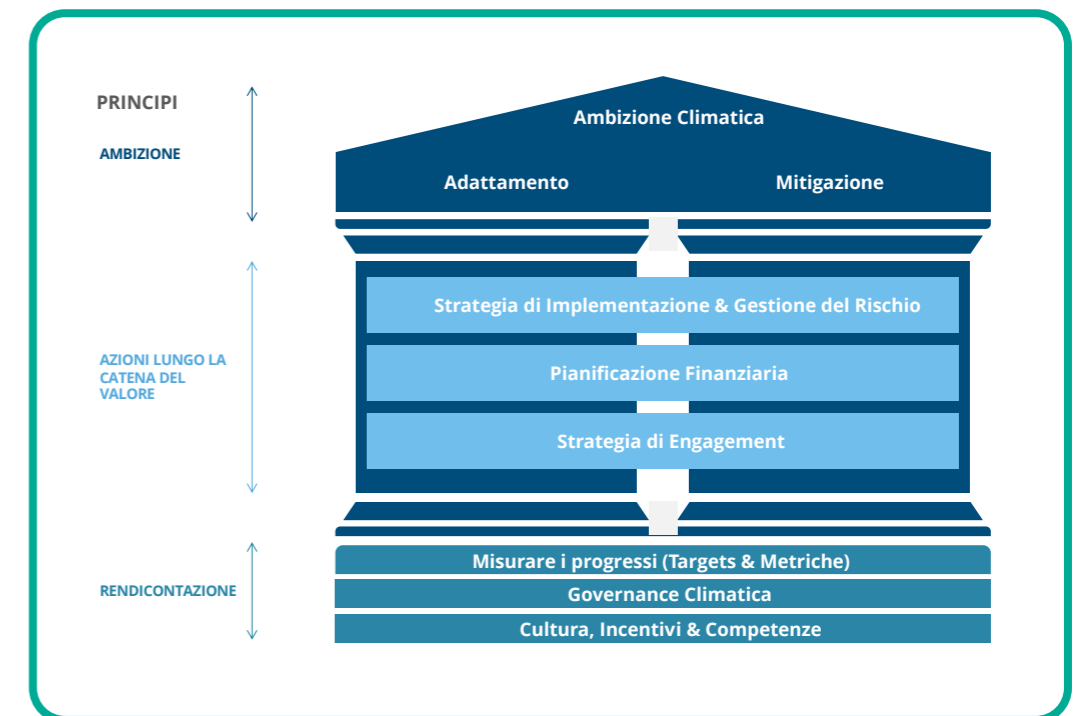 PRINCIPI
AMBIZIONE
Ambizione Climatica
Adattamento
Mitigazione
AZIONI LUNGO LA
CATENA DEL
VALORE
Strategia di Implementazione & Gestione del Rischio
Pianificazione Finanziaria
Strategia di Engagement
RENDICONTAZIONE
Misurare i progressi (Targets & Metriche)
Governance Climatica
Cultura, Incentivi & Competenze